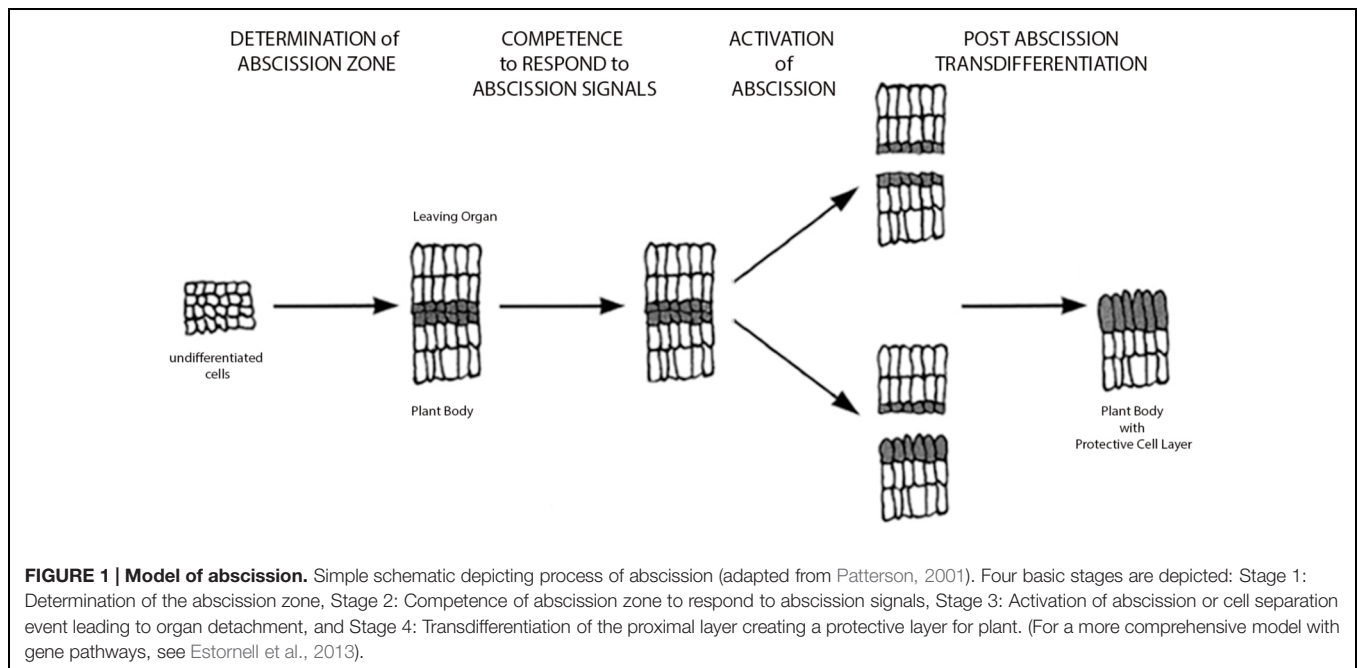 DETERMINATION of
ABSCISSION ZONE
COMPETENCE
to RESPOND to
ABSCISSION SIGNALS
ACTIVATION
of
ABSCISSION
POST ABSCISSION
TRANSDIFFERENTIATION
Leaving Organ
undifferentiated
cells
Plant Body
Plant Body
with
Protective Cell Layer
FIGURE 1 | Model of abscission. Simple schematic depicting process of abscission (adapted from Patterson, 2001). Four basic stages are depicted: Stage 1:
Determination of the abscission zone, Stage 2: Competence of abscission zone to respond to abscission signals, Stage 3: Activation of abscission or cell separation
event leading to organ detachment, and Stage 4: Transdifferentiation of the proximal layer creating a protective layer for plant. (For a more comprehensive model with
gene pathways, see Estornell et al., 2013).